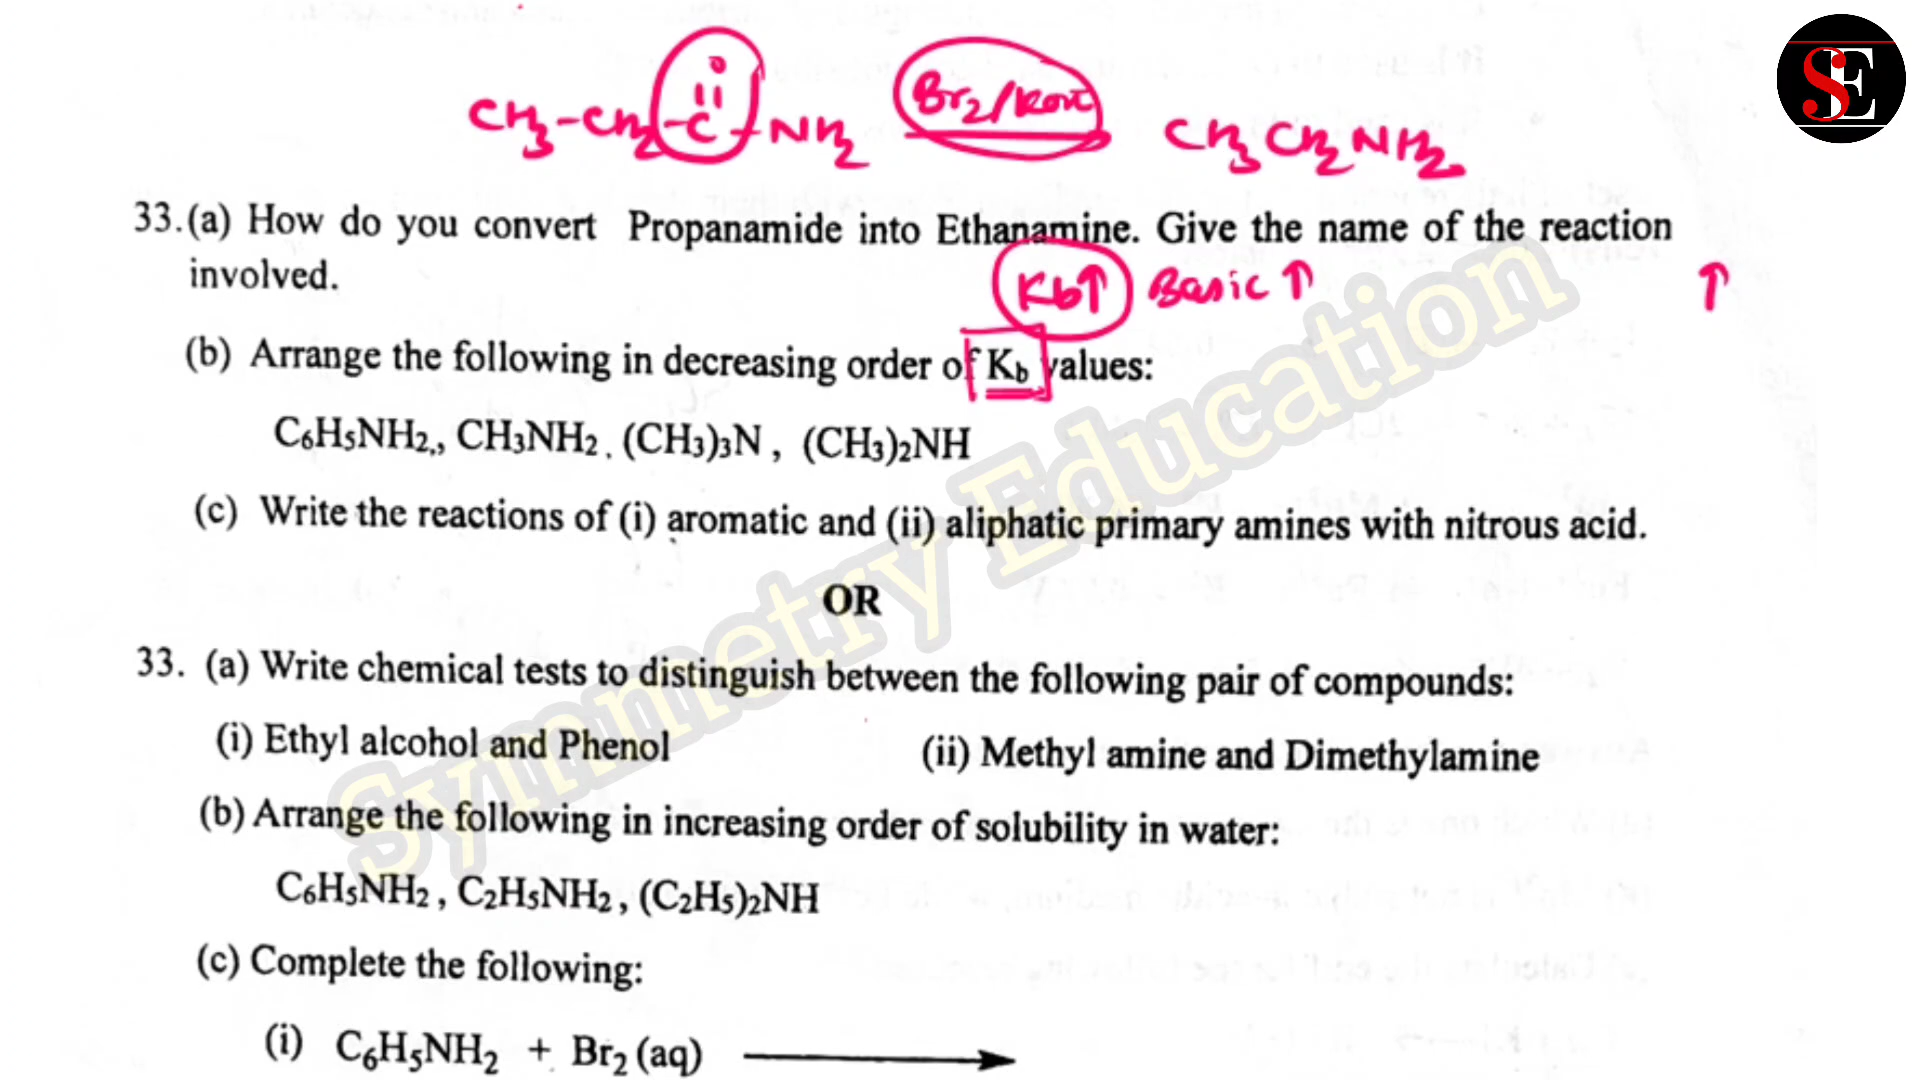 SE
CH3-CH2-C-NH2 Br2/KOH CH3CH2NH2
O
33.(a) How do you convert Propanamide into Ethanamine. Give the name of the reaction
involved.
Kb↑ Basic ↑ ↑
(b) Arrange the following in decreasing order of Kb values:
C6H5NH2,, CH3NH2, (CH3)3N, (CH3)2NH
(c) Write the reactions of (i) aromatic and (ii) aliphatic primary amines with nitrous acid.
OR
33. (a) Write chemical tests to distinguish between the following pair of compounds:
(i) Ethyl alcohol and Phenol (ii) Methyl amine and Dimethylamine
(b) Arrange the following in increasing order of solubility in water:
C6H5NH2, C2H5NH2, (C2H5)2NH
(c) Complete the following:
(i) C6H5NH2 + Br2 (aq) ⟶
Symmetry Education